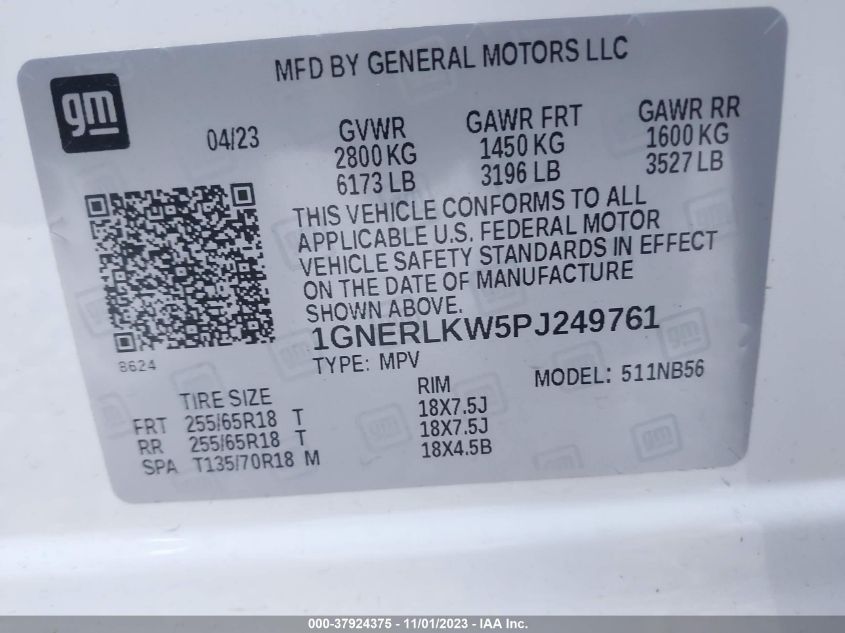 MFD BY GENERAL MOTORS LLC
gm
04/23
GVWR
2800 KG
6173 LB
GAWR FRT
1450 KG
3196 LB
GAWR RR
1600 KG
3527 LB
THIS VEHICLE CONFORMS TO ALL
APPLICABLE U.S. FEDERAL MOTOR
VEHICLE SAFETY STANDARDS IN EFFECT
ON THE DATE OF MANUFACTURE
SHOWN ABOVE.
1GNERLKW5PJ249761
8624
TYPE: MPV
MODEL: 511NB56
TIRE SIZE
RIM
FRT 255/65R18 T 18X7.5J
RR 255/65R18 T 18X7.5J
SPA T135/70R18 M 18X4.5B
000-37924375 - 11/01/2023 - IAA Inc.